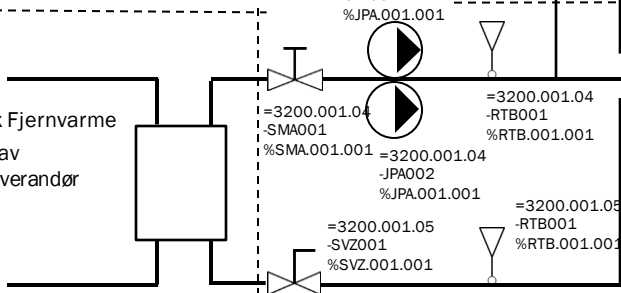 %JPA.001.001
=3200.001.04
-SMA001
%SMA.001.001
=3200.001.04
-RTB001
%RTB.001.001
Fjernvarme
av
=3200.001.04
-JPA002
%JPA.001.001
=3200.001.05
-RTB001
%RTB.001.001
=3200.001.05
-SVZ001
%SVZ.001.001